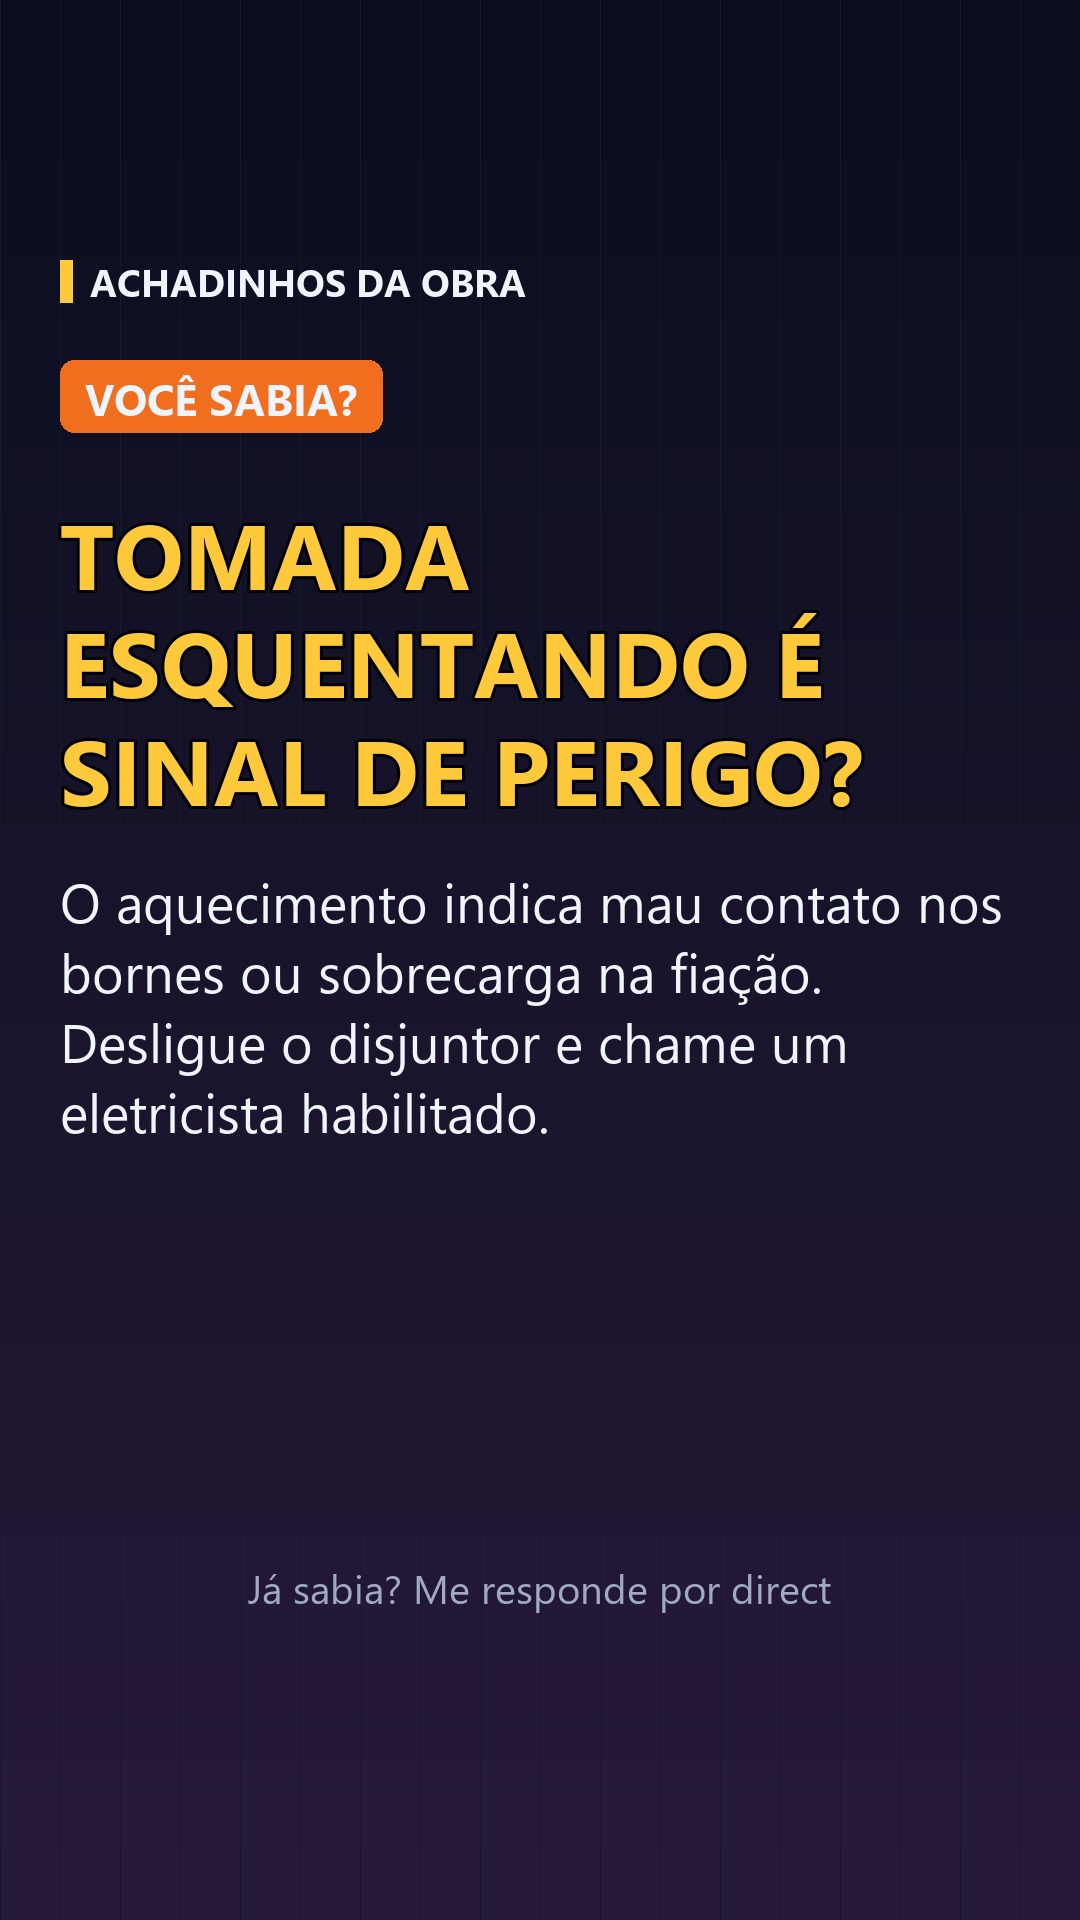 ACHADINHOS DA OBRA
VOCÊ SABIA?
TOMADA
ESQUENTANDO É
SINAL DE PERIGO?
O aquecimento indica mau contato nos
bornes ou sobrecarga na fiação.
Desligue o disjuntor e chame um
eletricista habilitado.
Já sabia? Me responde por direct